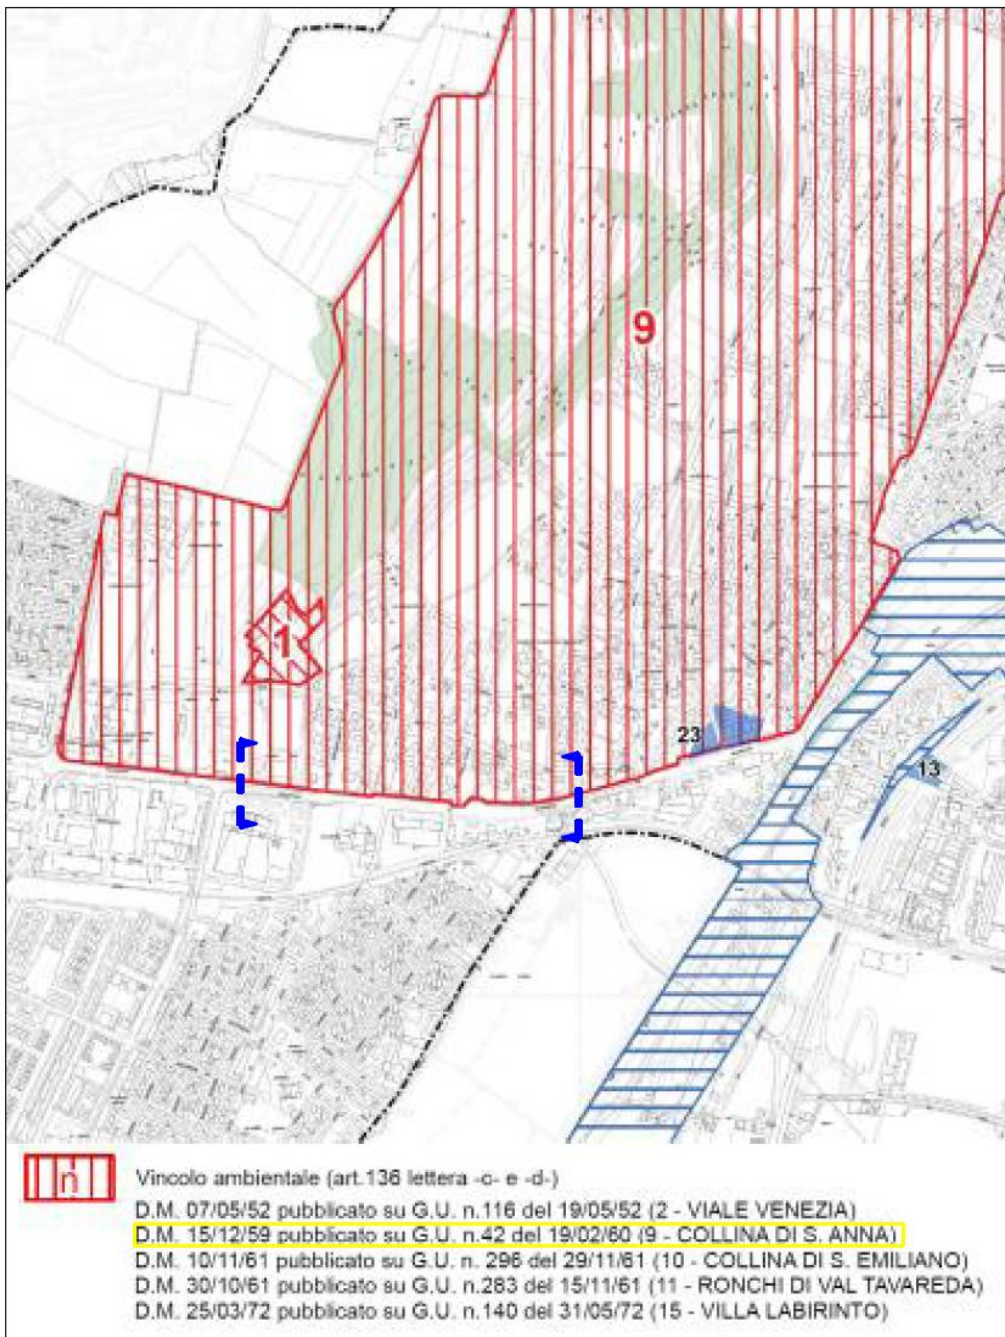 9
1
23
13
n
Vincolo ambientale (art.136 lettera -c- e -d-)
D.M. 07/05/52 pubblicato su G.U. n.116 del 19/05/52 (2 - VIALE VENEZIA)
D.M. 15/12/59 pubblicato su G.U. n.42 del 19/02/60 (9 - COLLINA DI S. ANNA)
D.M. 10/11/61 pubblicato su G.U. n. 296 del 29/11/61 (10 - COLLINA DI S. EMILIANO)
D.M. 30/10/61 pubblicato su G.U. n.283 del 15/11/61 (11 - RONCHI DI VAL TAVAREDA)
D.M. 25/03/72 pubblicato su G.U. n.140 del 31/05/72 (15 - VILLA LABIRINTO)